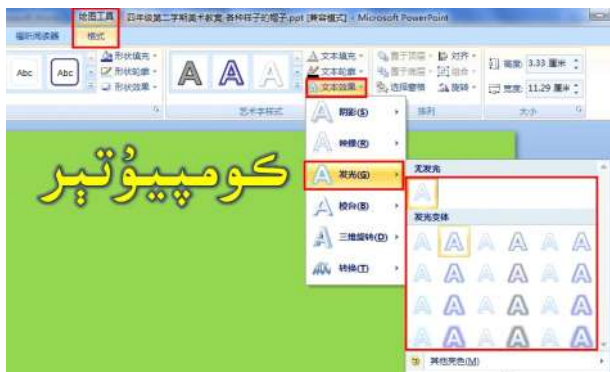 绘图工具 四年级第二学期美术教案-各种样子的帽子.ppt [兼容模式] - Microsoft PowerPoint
福昕阅读器 格式
Abc Abc 形状填充 形状轮廓 形状效果 A A A 文本填充 文本轮廓 文本效果 置于顶层 置于底层 选择窗格 对齐 组合 旋转 高度: 3.33 厘米 宽度: 11.29 厘米
艺术字样式 排列 大小
阴影(S)
映像(R)
发光(G)
棱台(B)
三维旋转(D)
转换(T)
كومپيۇتېر
无发光
发光变体
其他亮色(M)